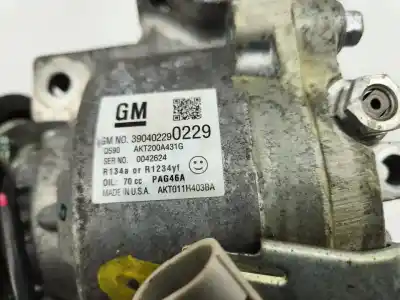 GM
GM NO. 39040229 0229
Q590 AKT200A431G
SER NO. 0042624
R134a or R1234yf
OIL: 70 cc PAG46A
MADE IN U.S.A. AKT011H403BA